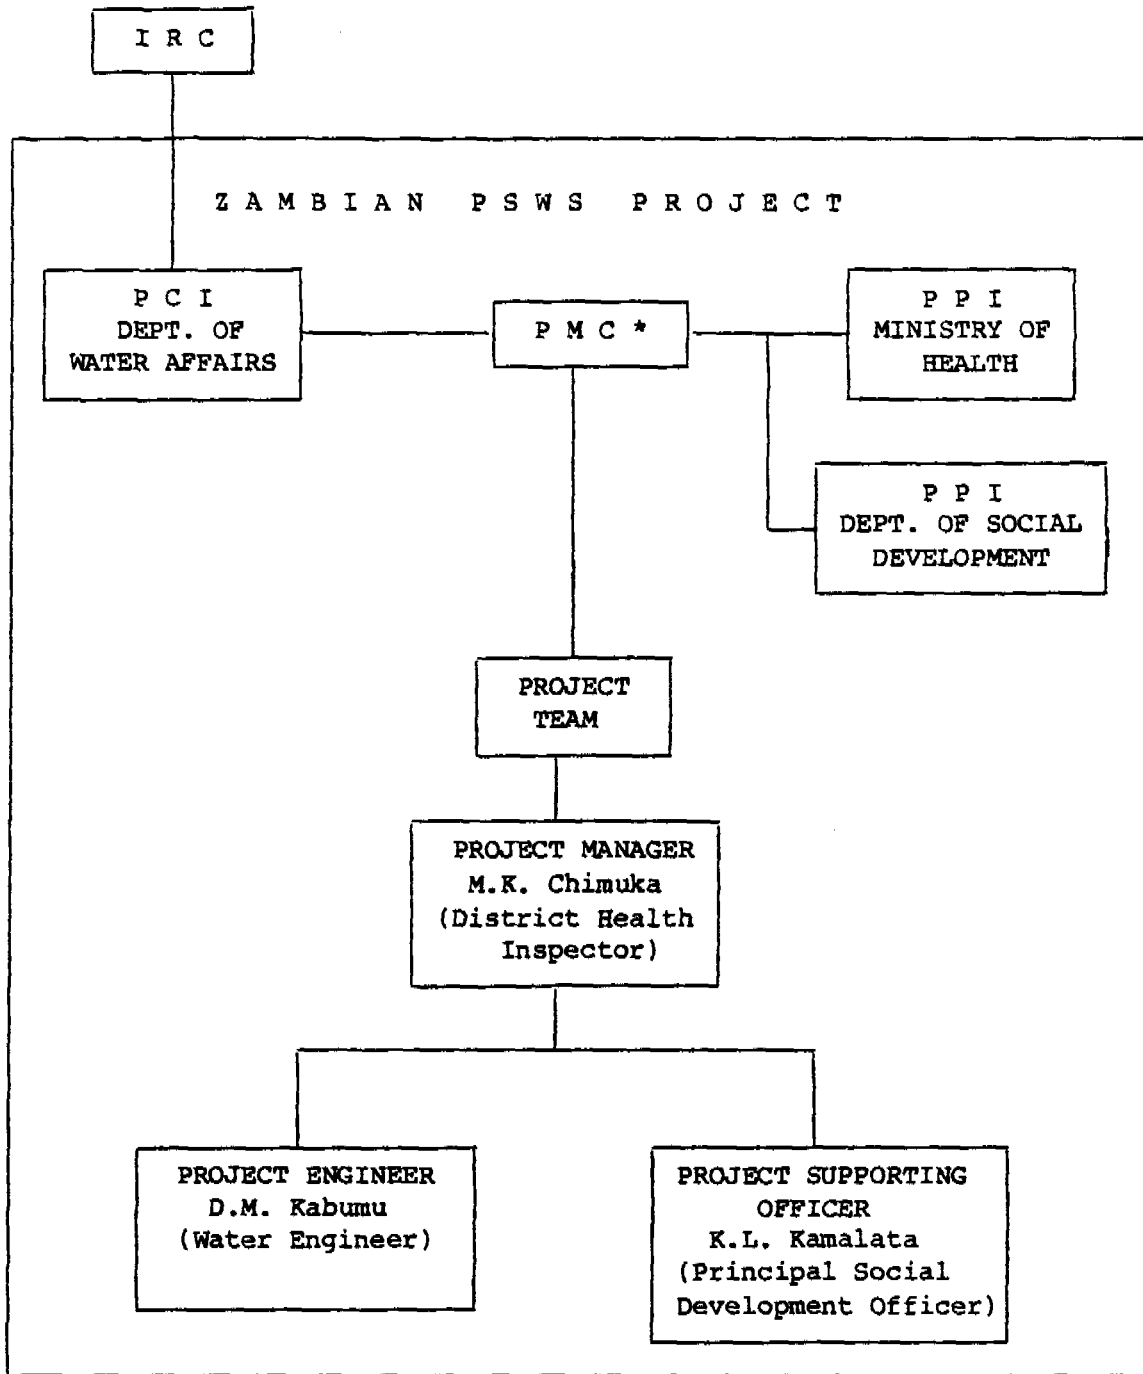 I R C
Z A M B I A N   P S W S   P R O J E C T
P C I
DEPT. OF
WATER AFFAIRS
P M C *
P P I
MINISTRY OF
HEALTH
P P I
DEPT. OF SOCIAL
DEVELOPMENT
PROJECT
TEAM
PROJECT MANAGER
M.K. Chimuka
(District Health
Inspector)
PROJECT ENGINEER
D.M. Kabumu
(Water Engineer)
PROJECT SUPPORTING
OFFICER
K.L. Kamalata
(Principal Social
Development Officer)